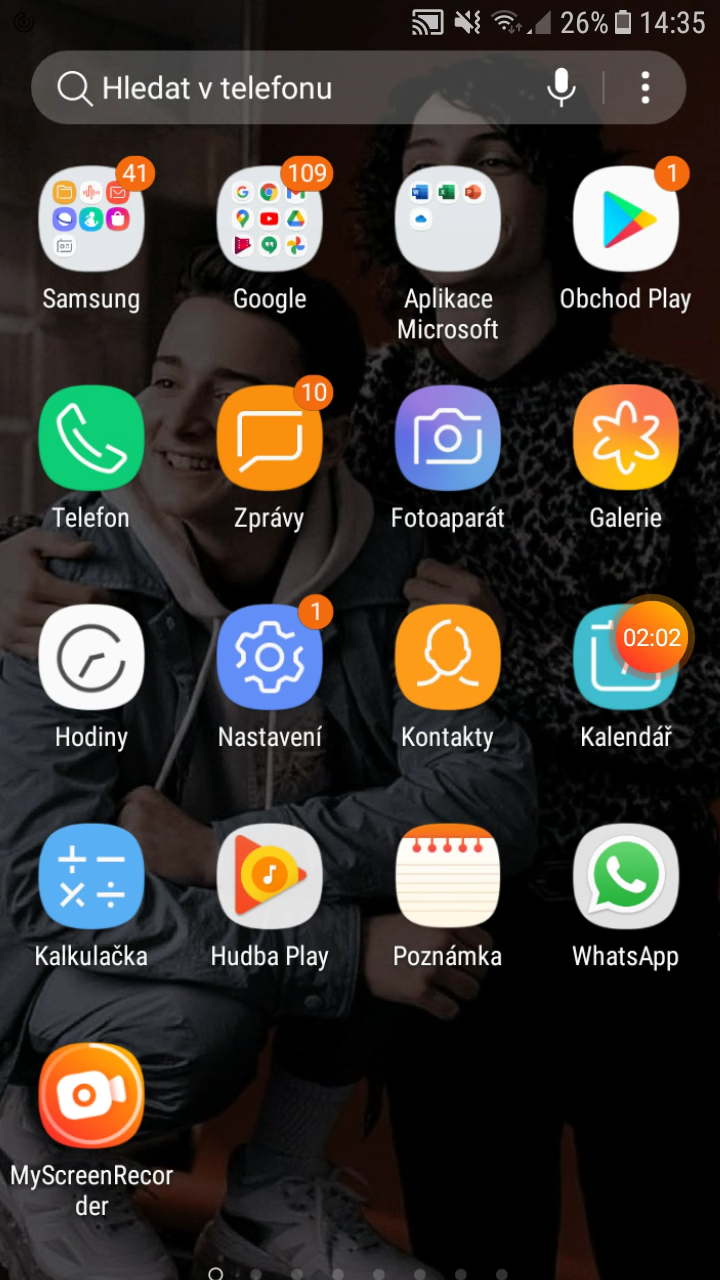 26% 14:35
Hledat v telefonu
41 109 1
Samsung Google Aplikace Microsoft Obchod Play
10
Telefon Zprávy Fotoaparát Galerie
1 02:02
Hodiny Nastavení Kontakty Kalendář
Kalkulačka Hudba Play Poznámka WhatsApp
MyScreenRecor
der